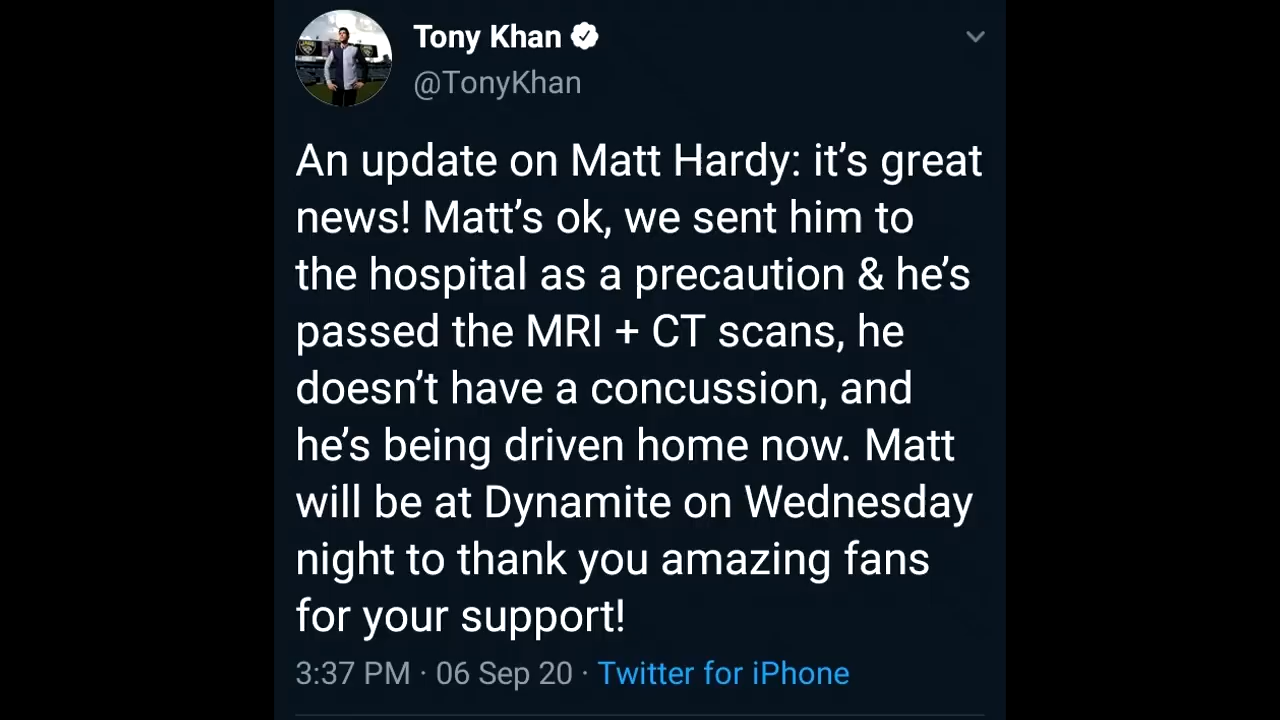 Tony Khan
@TonyKhan
An update on Matt Hardy: it’s great
news! Matt’s ok, we sent him to
the hospital as a precaution & he’s
passed the MRI + CT scans, he
doesn’t have a concussion, and
he’s being driven home now. Matt
will be at Dynamite on Wednesday
night to thank you amazing fans
for your support!
3:37 PM · 06 Sep 20 · Twitter for iPhone